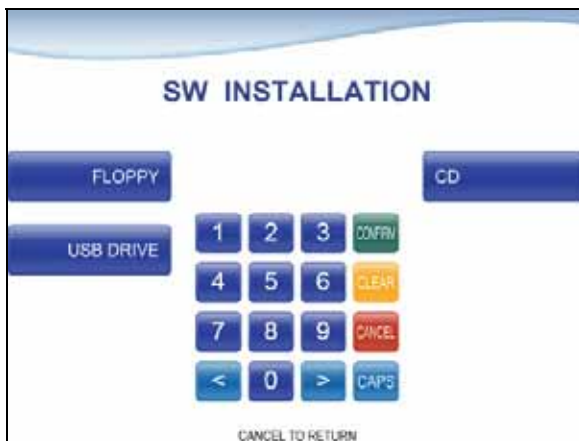 SW INSTALLATION
FLOPPY
CD
USB DRIVE
1 2 3 CONFIRM
4 5 6 CLEAR
7 8 9 CANCEL
< 0 > CAPS
CANCEL TO RETURN